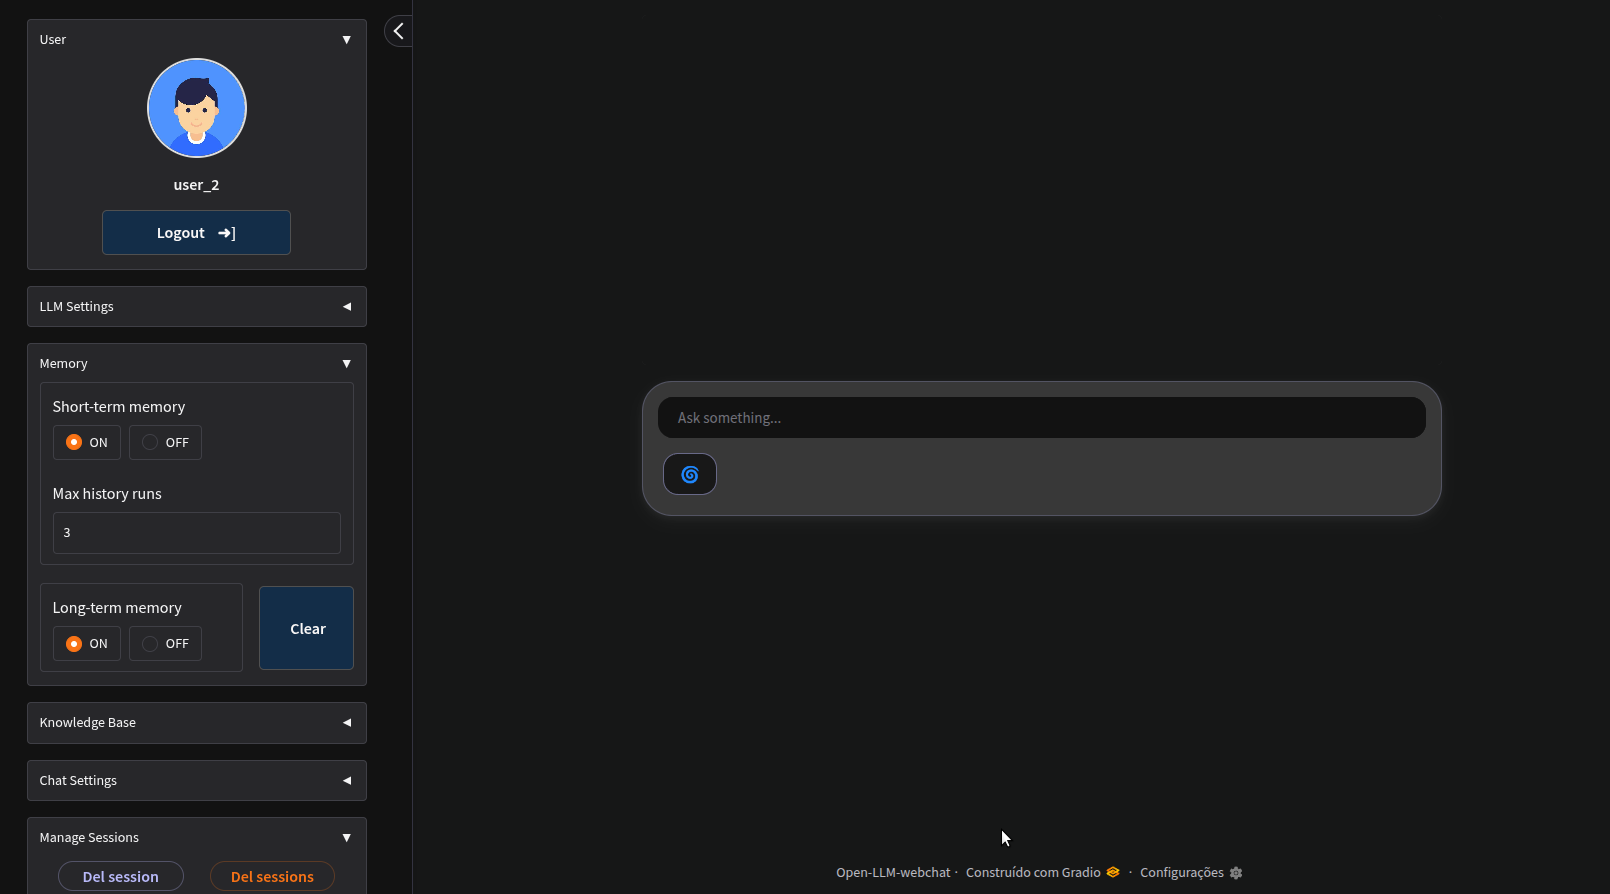 User
user_2
Logout
LLM Settings
Memory
Short-term memory
ON OFF
Max history runs
3
Long-term memory
ON OFF
Clear
Knowledge Base
Chat Settings
Manage Sessions
Del session Del sessions
Ask something...
Open-LLM-webchat · Construído com Gradio · Configurações